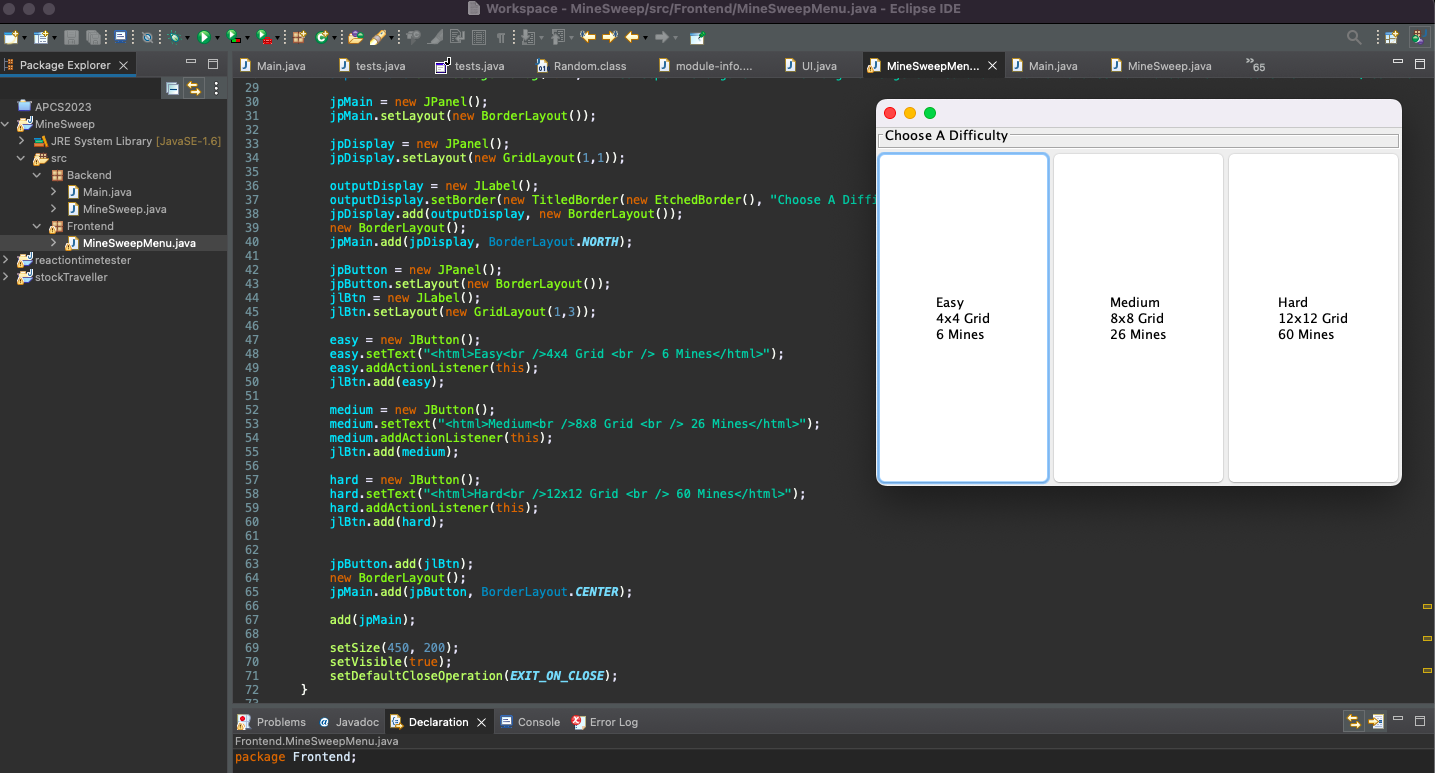 Workspace - MineSweep/src/Frontend/MineSweepMenu.java - Eclipse IDE
Package Explorer
Main.java tests.java tests.java Random.class module-info.... UI.java MineSweepMen... Main.java MineSweep.java »65
APCS2023
MineSweep
JRE System Library [JavaSE-1.6]
src
Backend
Main.java
MineSweep.java
Frontend
MineSweepMenu.java
reactiontimetester
stockTraveller
29
30 jpMain = new JPanel();
31 jpMain.setLayout(new BorderLayout());
32
33 jpDisplay = new JPanel();
34 jpDisplay.setLayout(new GridLayout(1,1));
35
36 outputDisplay = new JLabel();
37 outputDisplay.setBorder(new TitledBorder(new EtchedBorder(), "Choose A Diffi
38 jpDisplay.add(outputDisplay, new BorderLayout());
39 new BorderLayout();
40 jpMain.add(jpDisplay, BorderLayout.NORTH);
41
42 jpButton = new JPanel();
43 jpButton.setLayout(new BorderLayout());
44 jlBtn = new JLabel();
45 jlBtn.setLayout(new GridLayout(1,3));
46
47 easy = new JButton();
48 easy.setText("<html>Easy<br />4x4 Grid <br /> 6 Mines</html>");
49 easy.addActionListener(this);
50 jlBtn.add(easy);
51
52 medium = new JButton();
53 medium.setText("<html>Medium<br />8x8 Grid <br /> 26 Mines</html>");
54 medium.addActionListener(this);
55 jlBtn.add(medium);
56
57 hard = new JButton();
58 hard.setText("<html>Hard<br />12x12 Grid <br /> 60 Mines</html>");
59 hard.addActionListener(this);
60 jlBtn.add(hard);
61
62
63 jpButton.add(jlBtn);
64 new BorderLayout();
65 jpMain.add(jpButton, BorderLayout.CENTER);
66
67 add(jpMain);
68
69 setSize(450, 200);
70 setVisible(true);
71 setDefaultCloseOperation(EXIT_ON_CLOSE);
72 }
73
Choose A Difficulty
Easy
4x4 Grid
6 Mines
Medium
8x8 Grid
26 Mines
Hard
12x12 Grid
60 Mines
Problems @ Javadoc Declaration Console Error Log
Frontend.MineSweepMenu.java
package Frontend;